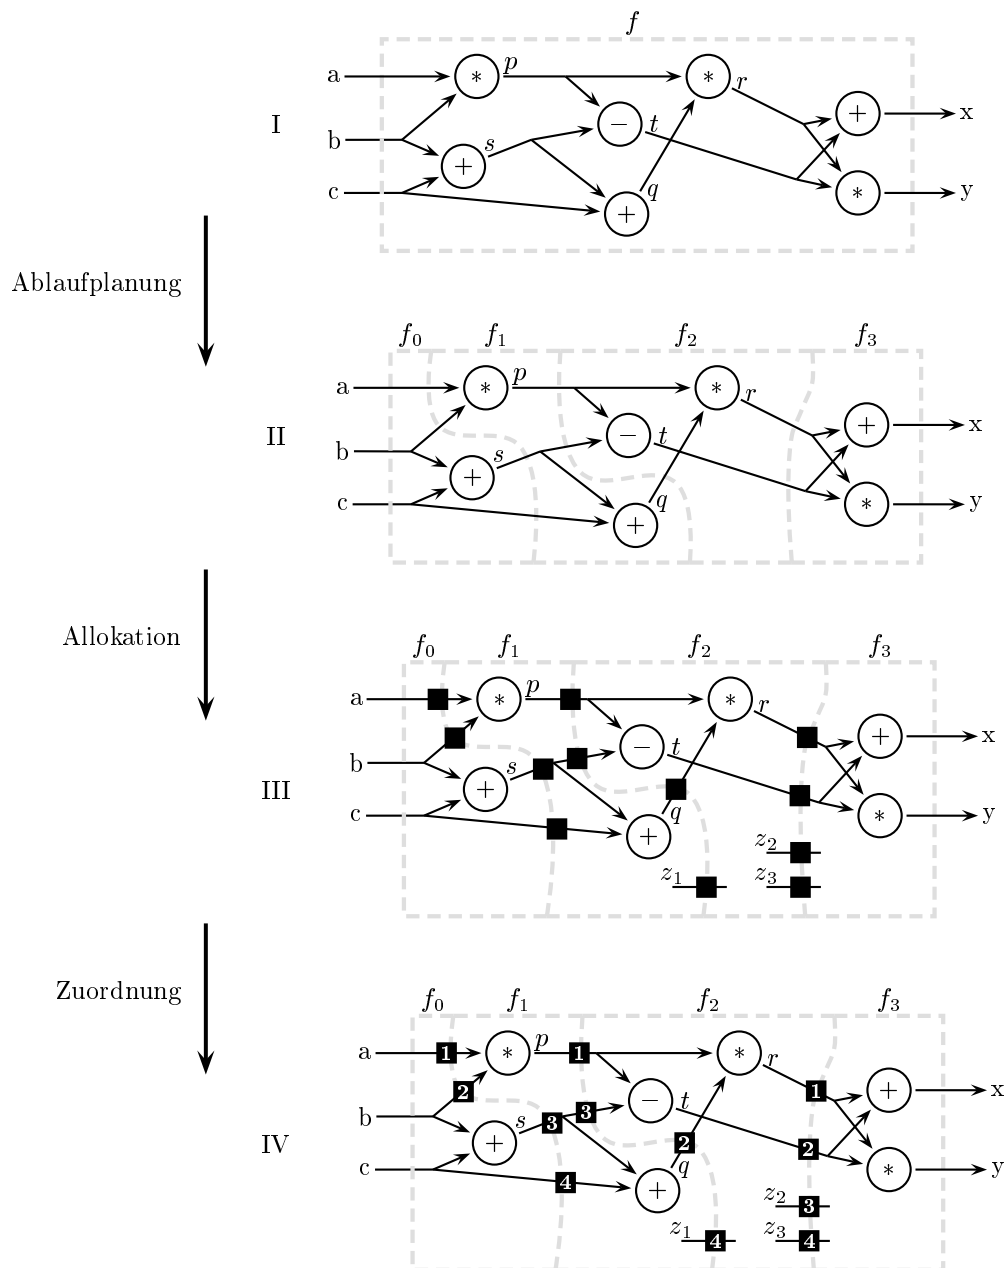 f
a
*
p
*
r
+
x
I
b
−
t
s
+
c
q
+
*
y
Ablaufplanung
f0
f1
f2
f3
a
*
p
*
r
+
x
II
b
−
t
s
+
c
q
+
*
y
Allokation
f0
f1
f2
f3
a
*
p
*
r
+
x
III
b
−
t
s
+
c
q
+
*
y
z2
z1
z3
Zuordnung
f0
f1
f2
f3
a
1
*
p
1
*
r
+
x
2
1
b
3
−
t
s
3
IV
+
2
2
c
4
q
+
*
y
z2
3
z1
4
z3
4